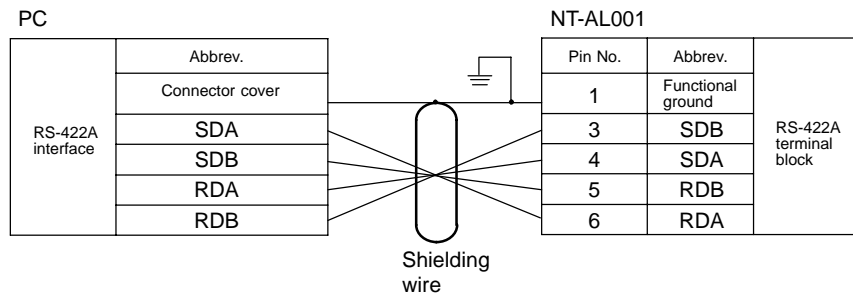 PC
NT-AL001
Abbrev.
Pin No.
Abbrev.
Connector cover
1
Functional
ground
RS-422A
interface
SDA
3
SDB
RS-422A
terminal
block
SDB
4
SDA
RDA
5
RDB
RDB
6
RDA
Shielding
wire